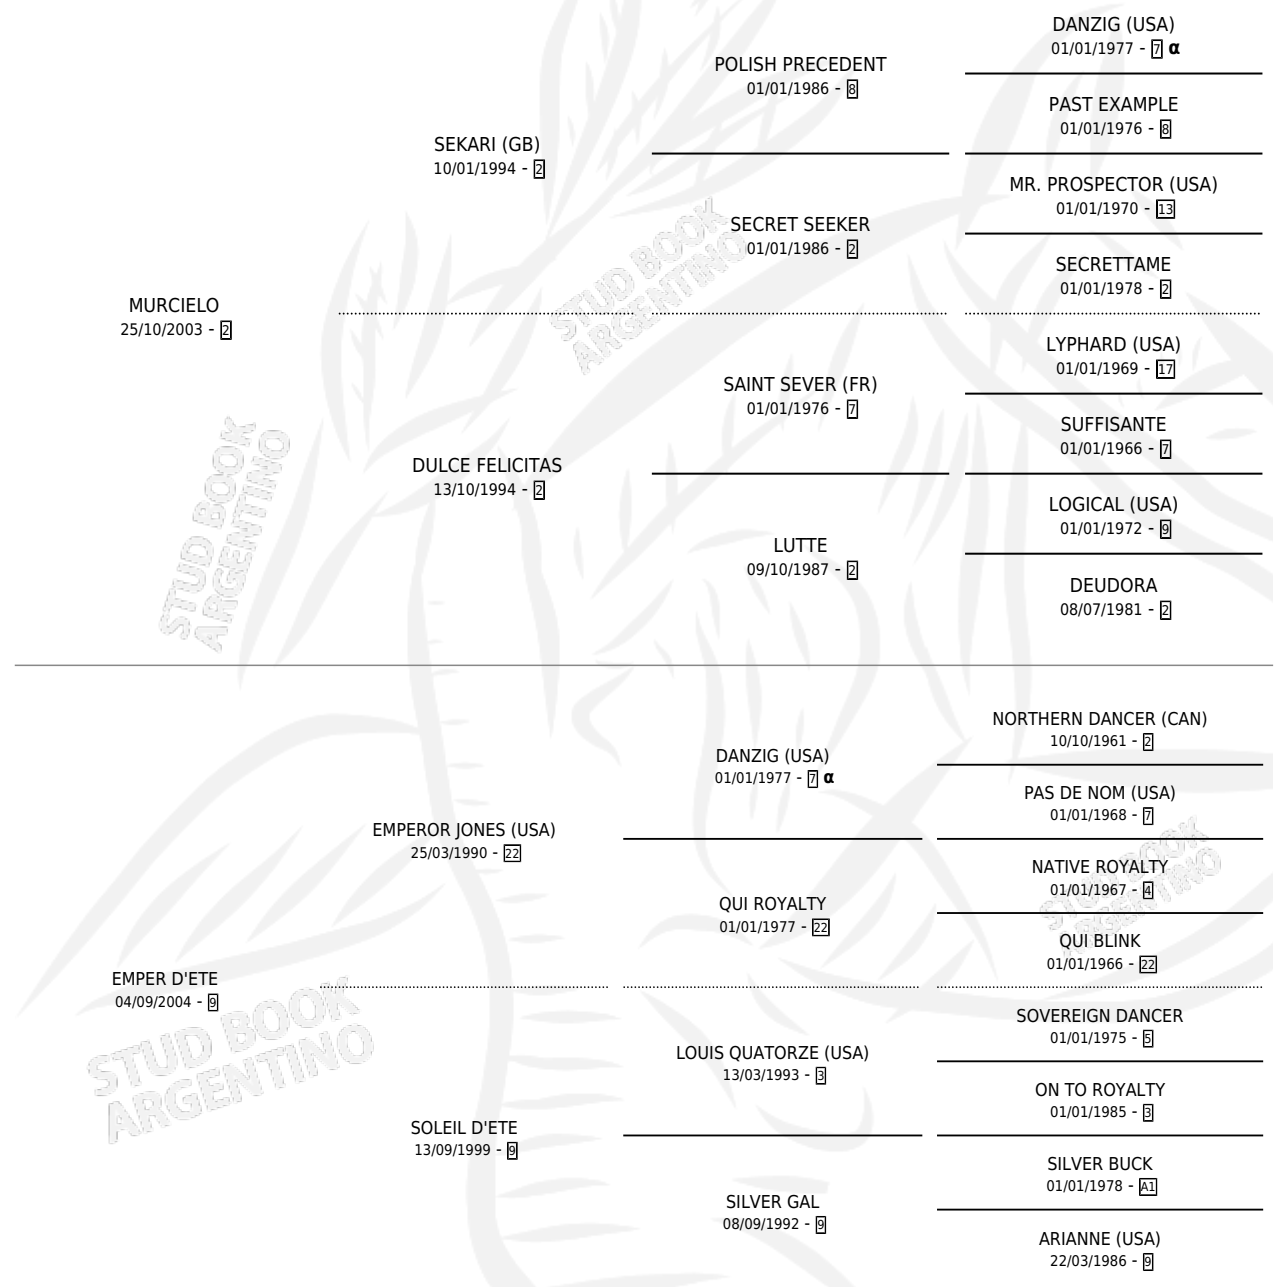 DANZIG (USA)
01/01/1977 - 7 α
POLISH PRECEDENT
01/01/1986 - 8
PAST EXAMPLE
01/01/1976 - 8
SEKARI (GB)
10/01/1994 - 2
MR. PROSPECTOR (USA)
01/01/1970 - 13
SECRET SEEKER
01/01/1986 - 2
SECRETTAME
01/01/1978 - 2
MURCIELO
25/10/2003 - 2
LYPHARD (USA)
01/01/1969 - 17
SAINT SEVER (FR)
01/01/1976 - 7
SUFFISANTE
01/01/1966 - 7
DULCE FELICITAS
13/10/1994 - 2
LOGICAL (USA)
01/01/1972 - 9
LUTTE
09/10/1987 - 2
DEUDORA
08/07/1981 - 2
NORTHERN DANCER (CAN)
10/10/1961 - 2
DANZIG (USA)
01/01/1977 - 7 α
PAS DE NOM (USA)
01/01/1968 - 7
EMPEROR JONES (USA)
25/03/1990 - 22
NATIVE ROYALTY
01/01/1967 - 4
QUI ROYALTY
01/01/1977 - 22
QUI BLINK
01/01/1966 - 22
EMPER D'ETE
04/09/2004 - 9
SOVEREIGN DANCER
01/01/1975 - 5
LOUIS QUATORZE (USA)
13/03/1993 - 3
ON TO ROYALTY
01/01/1985 - 3
SOLEIL D'ETE
13/09/1999 - 9
SILVER BUCK
01/01/1978 - A1
SILVER GAL
08/09/1992 - 9
ARIANNE (USA)
22/03/1986 - 9
STUD BOOK
ARGENTINO
STUD BOOK
ARGENTINO
STUD BOOK
ARGENTINO
STUD BOOK
ARGENTINO